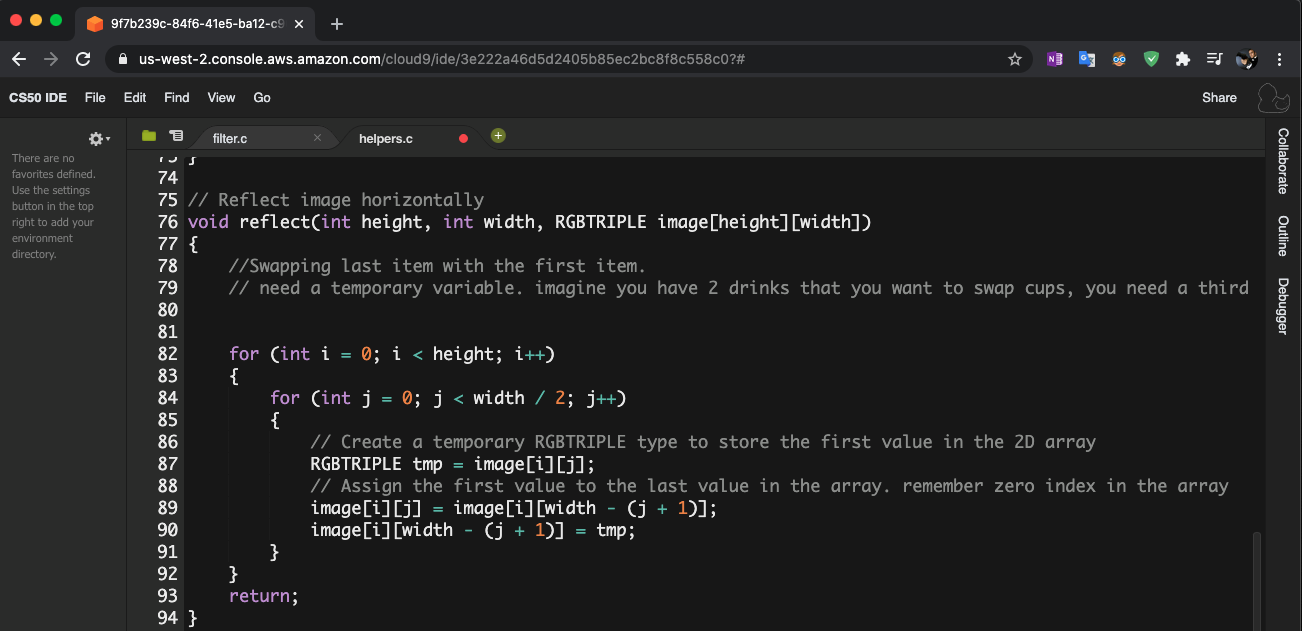 9f7b239c-84f6-41e5-ba12-c9
us-west-2.console.aws.amazon.com/cloud9/ide/3e222a46d5d2405b85ec2bc8f8c558c0?#
CS50 IDE File Edit Find View Go Share
There are no
favorites defined.
Use the settings
button in the top
right to add your
environment
directory.
filter.c helpers.c
73 }
74
75 // Reflect image horizontally
76 void reflect(int height, int width, RGBTRIPLE image[height][width])
77 {
78     //Swapping last item with the first item.
79     // need a temporary variable. imagine you have 2 drinks that you want to swap cups, you need a third
80
81
82     for (int i = 0; i < height; i++)
83     {
84         for (int j = 0; j < width / 2; j++)
85         {
86             // Create a temporary RGBTRIPLE type to store the first value in the 2D array
87             RGBTRIPLE tmp = image[i][j];
88             // Assign the first value to the last value in the array. remember zero index in the array
89             image[i][j] = image[i][width - (j + 1)];
90             image[i][width - (j + 1)] = tmp;
91         }
92     }
93     return;
94 }
Collaborate
Outline
Debugger